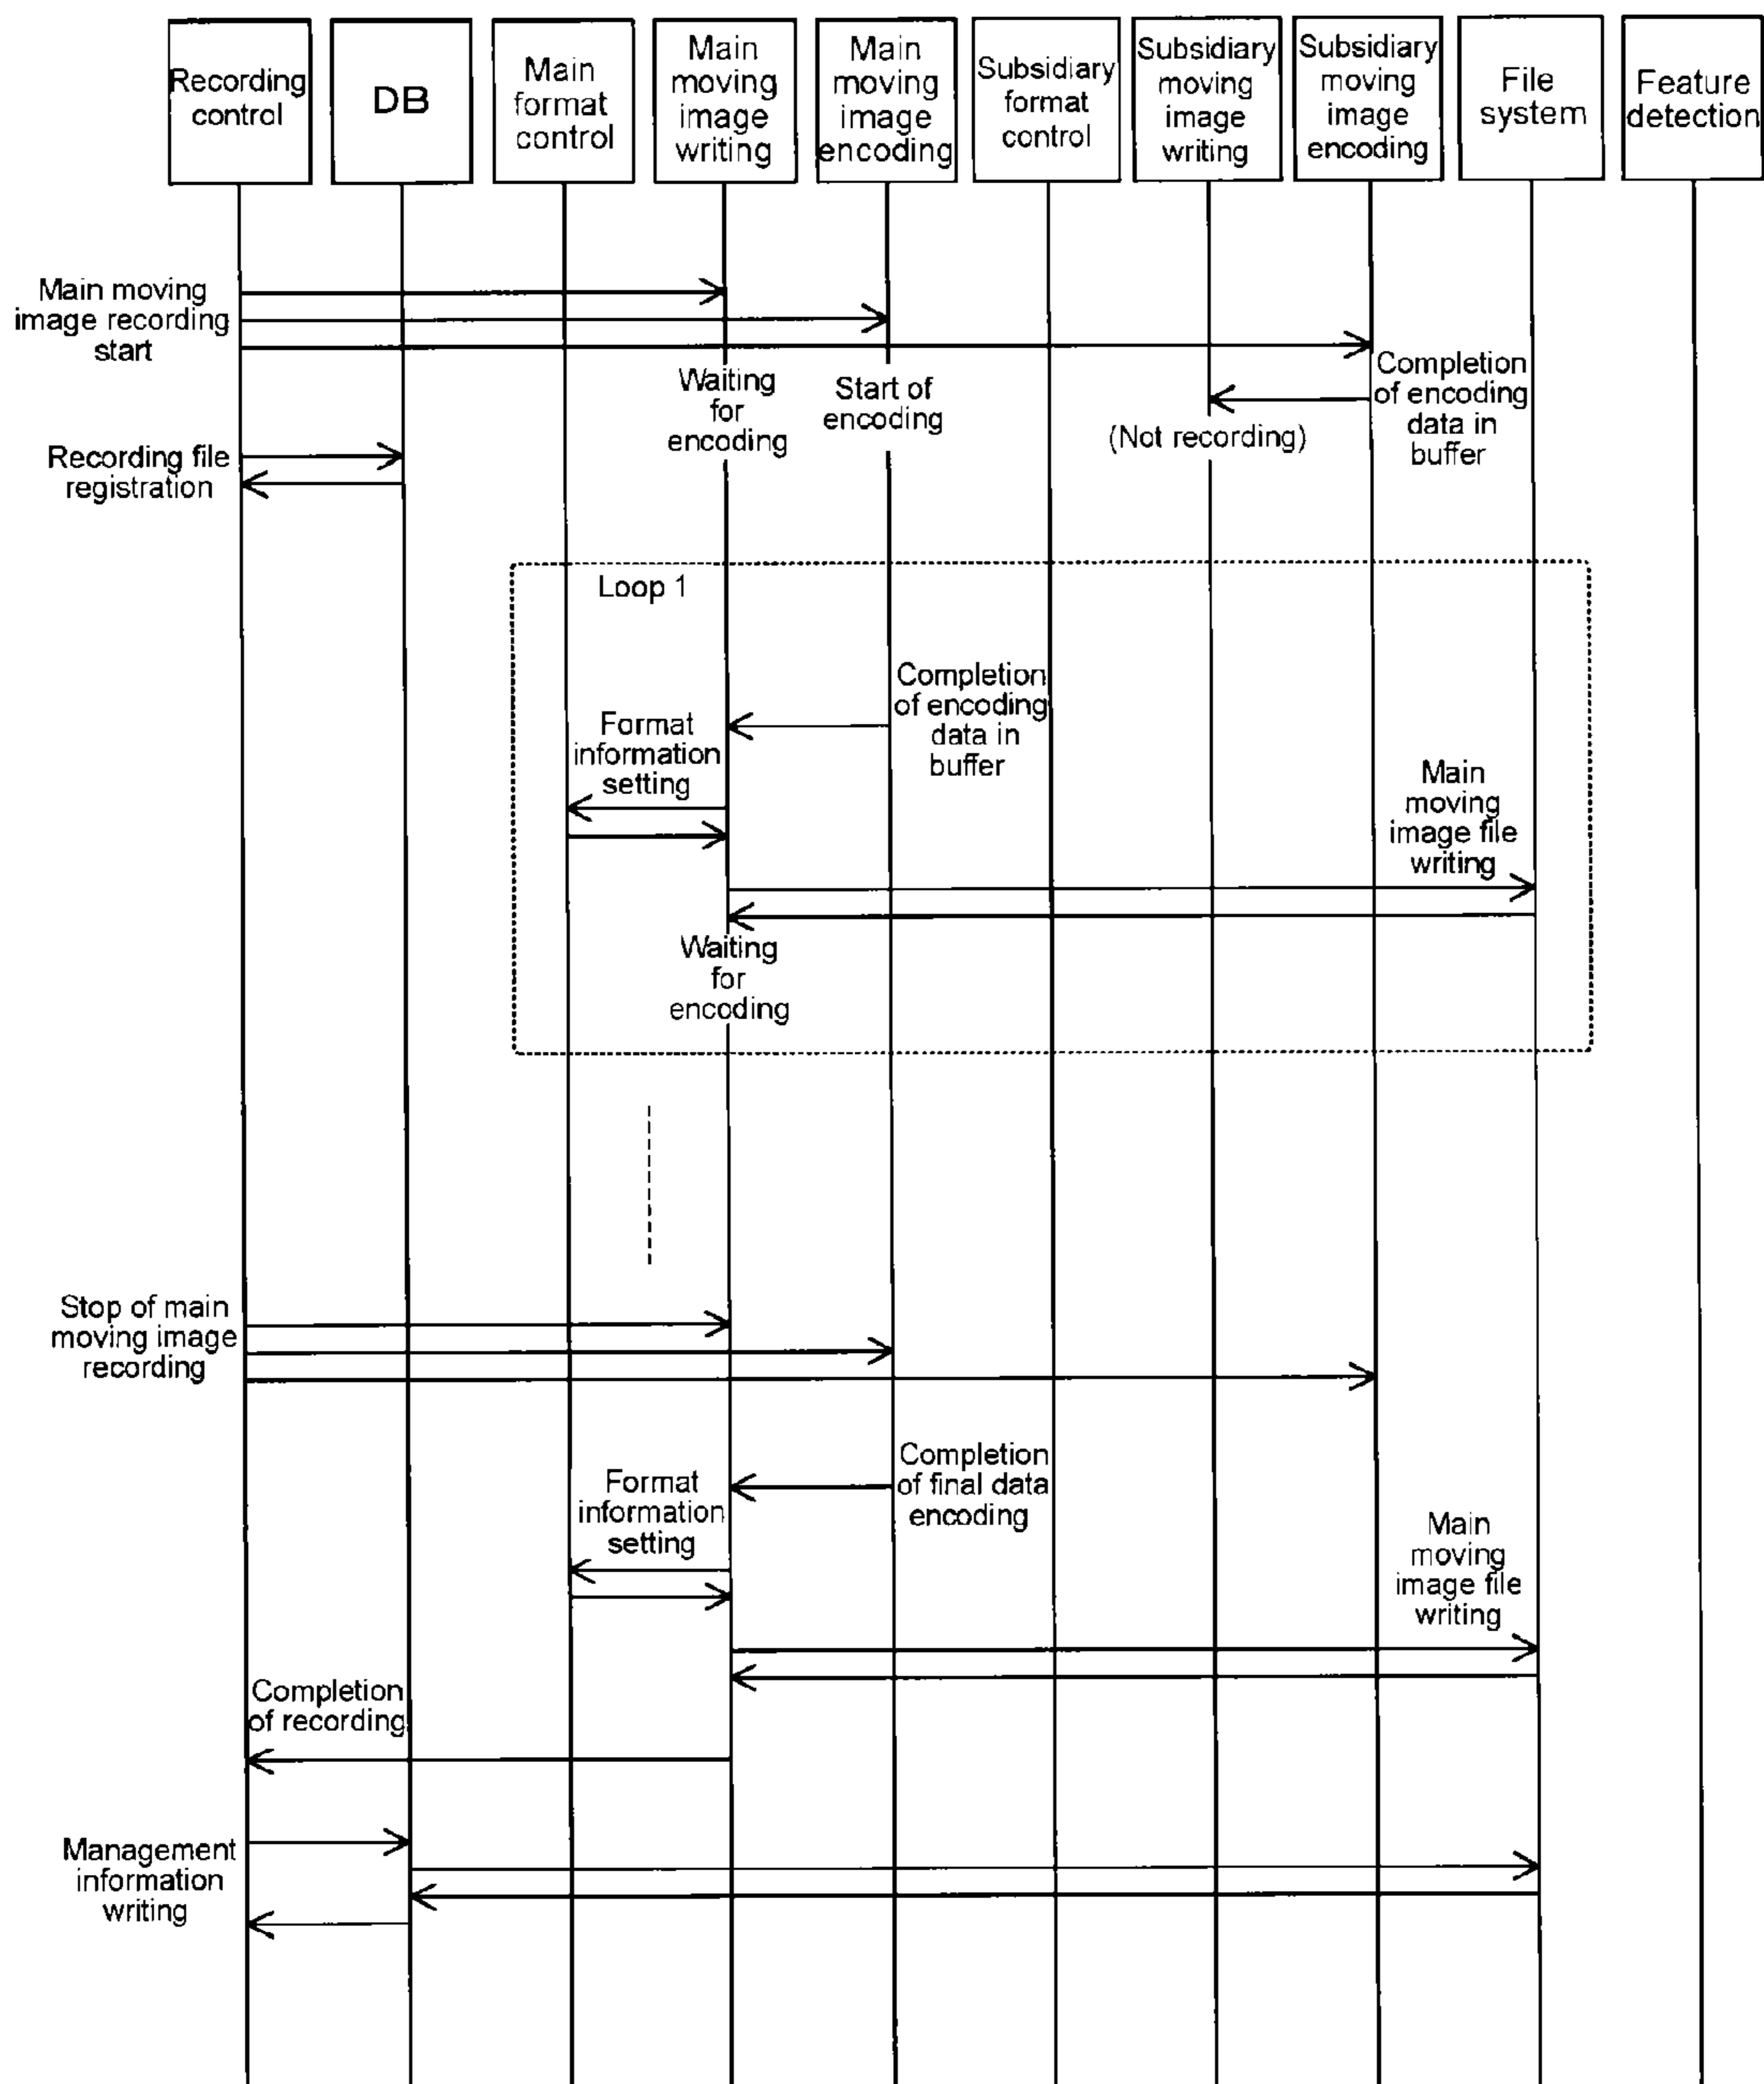 Recording
control
DB
Main
format
control
Main
moving
image
writing
Main
moving
image
encoding
Subsidiary
format
control
Subsidiary
moving
image
writing
Subsidiary
moving
image
encoding
File
system
Feature
detection
Main moving
image recording
start
Waiting
for
encoding
Start of
encoding
(Not recording)
Completion
of encoding
data in
buffer
Recording file
registration
Loop 1
Completion
of encoding
data in
buffer
Format
information
setting
Main
moving
image file
writing
Waiting
for
encoding
Stop of main
moving image
recording
Completion
of final data
encoding
Format
information
setting
Main
moving
image file
writing
Completion
of recording
Management
information
writing